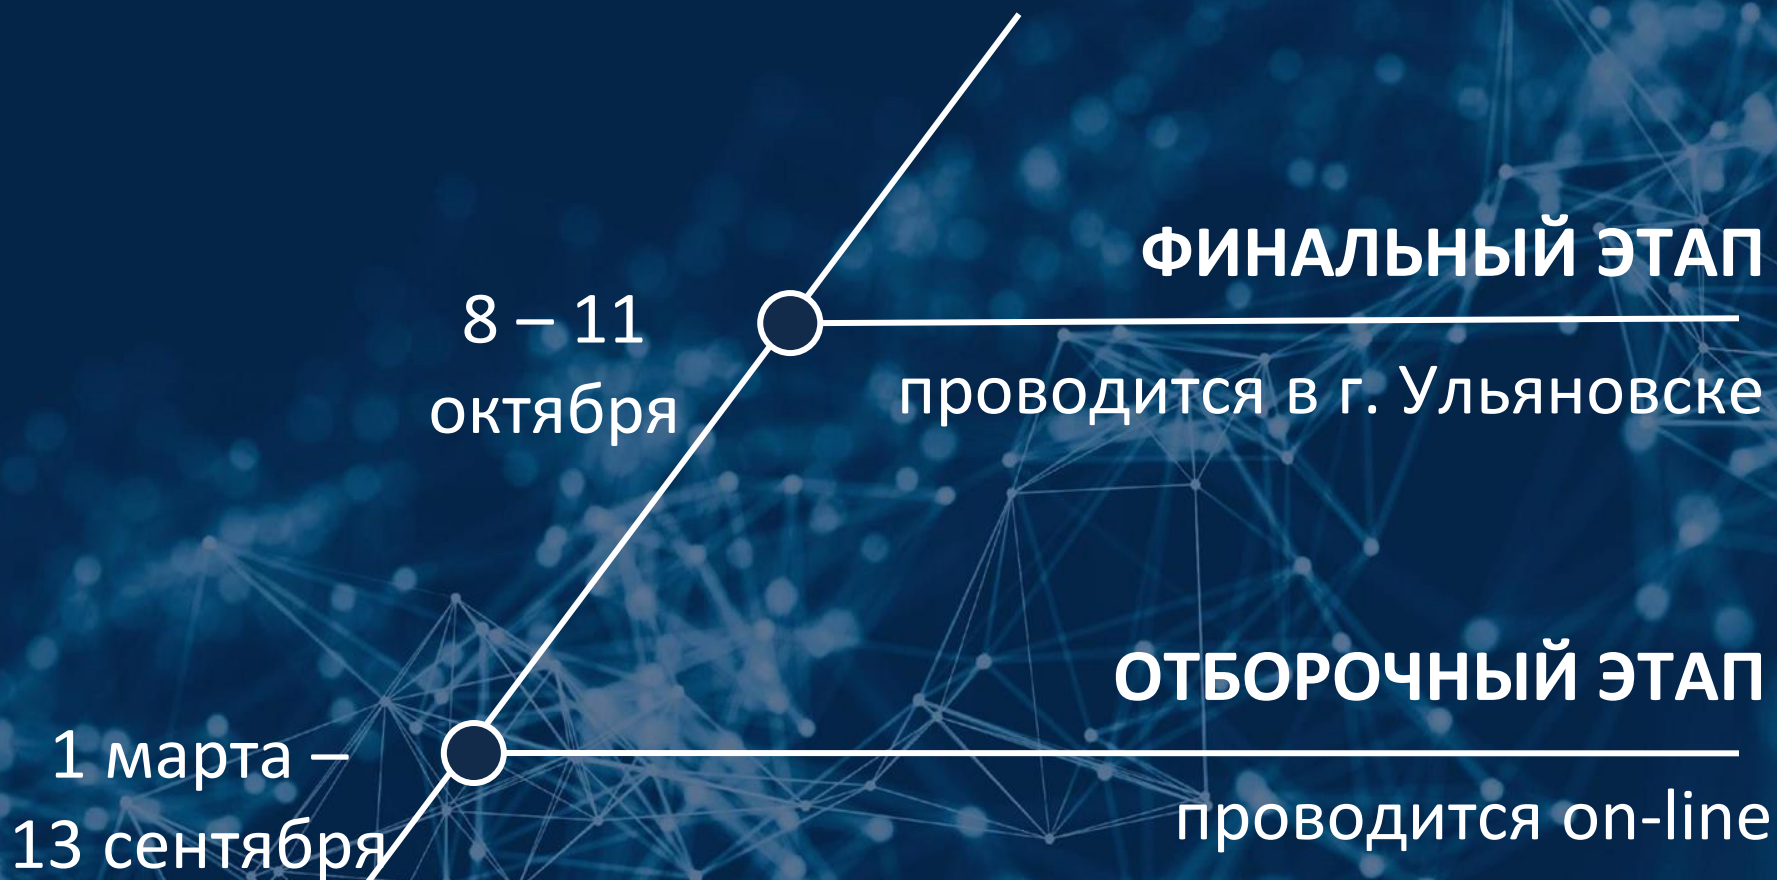 ФИНАЛЬНЫЙ ЭТАП
8 – 11
октября
проводится в г. Ульяновске
ОТБОРОЧНЫЙ ЭТАП
1 марта –
13 сентября
проводится on-line